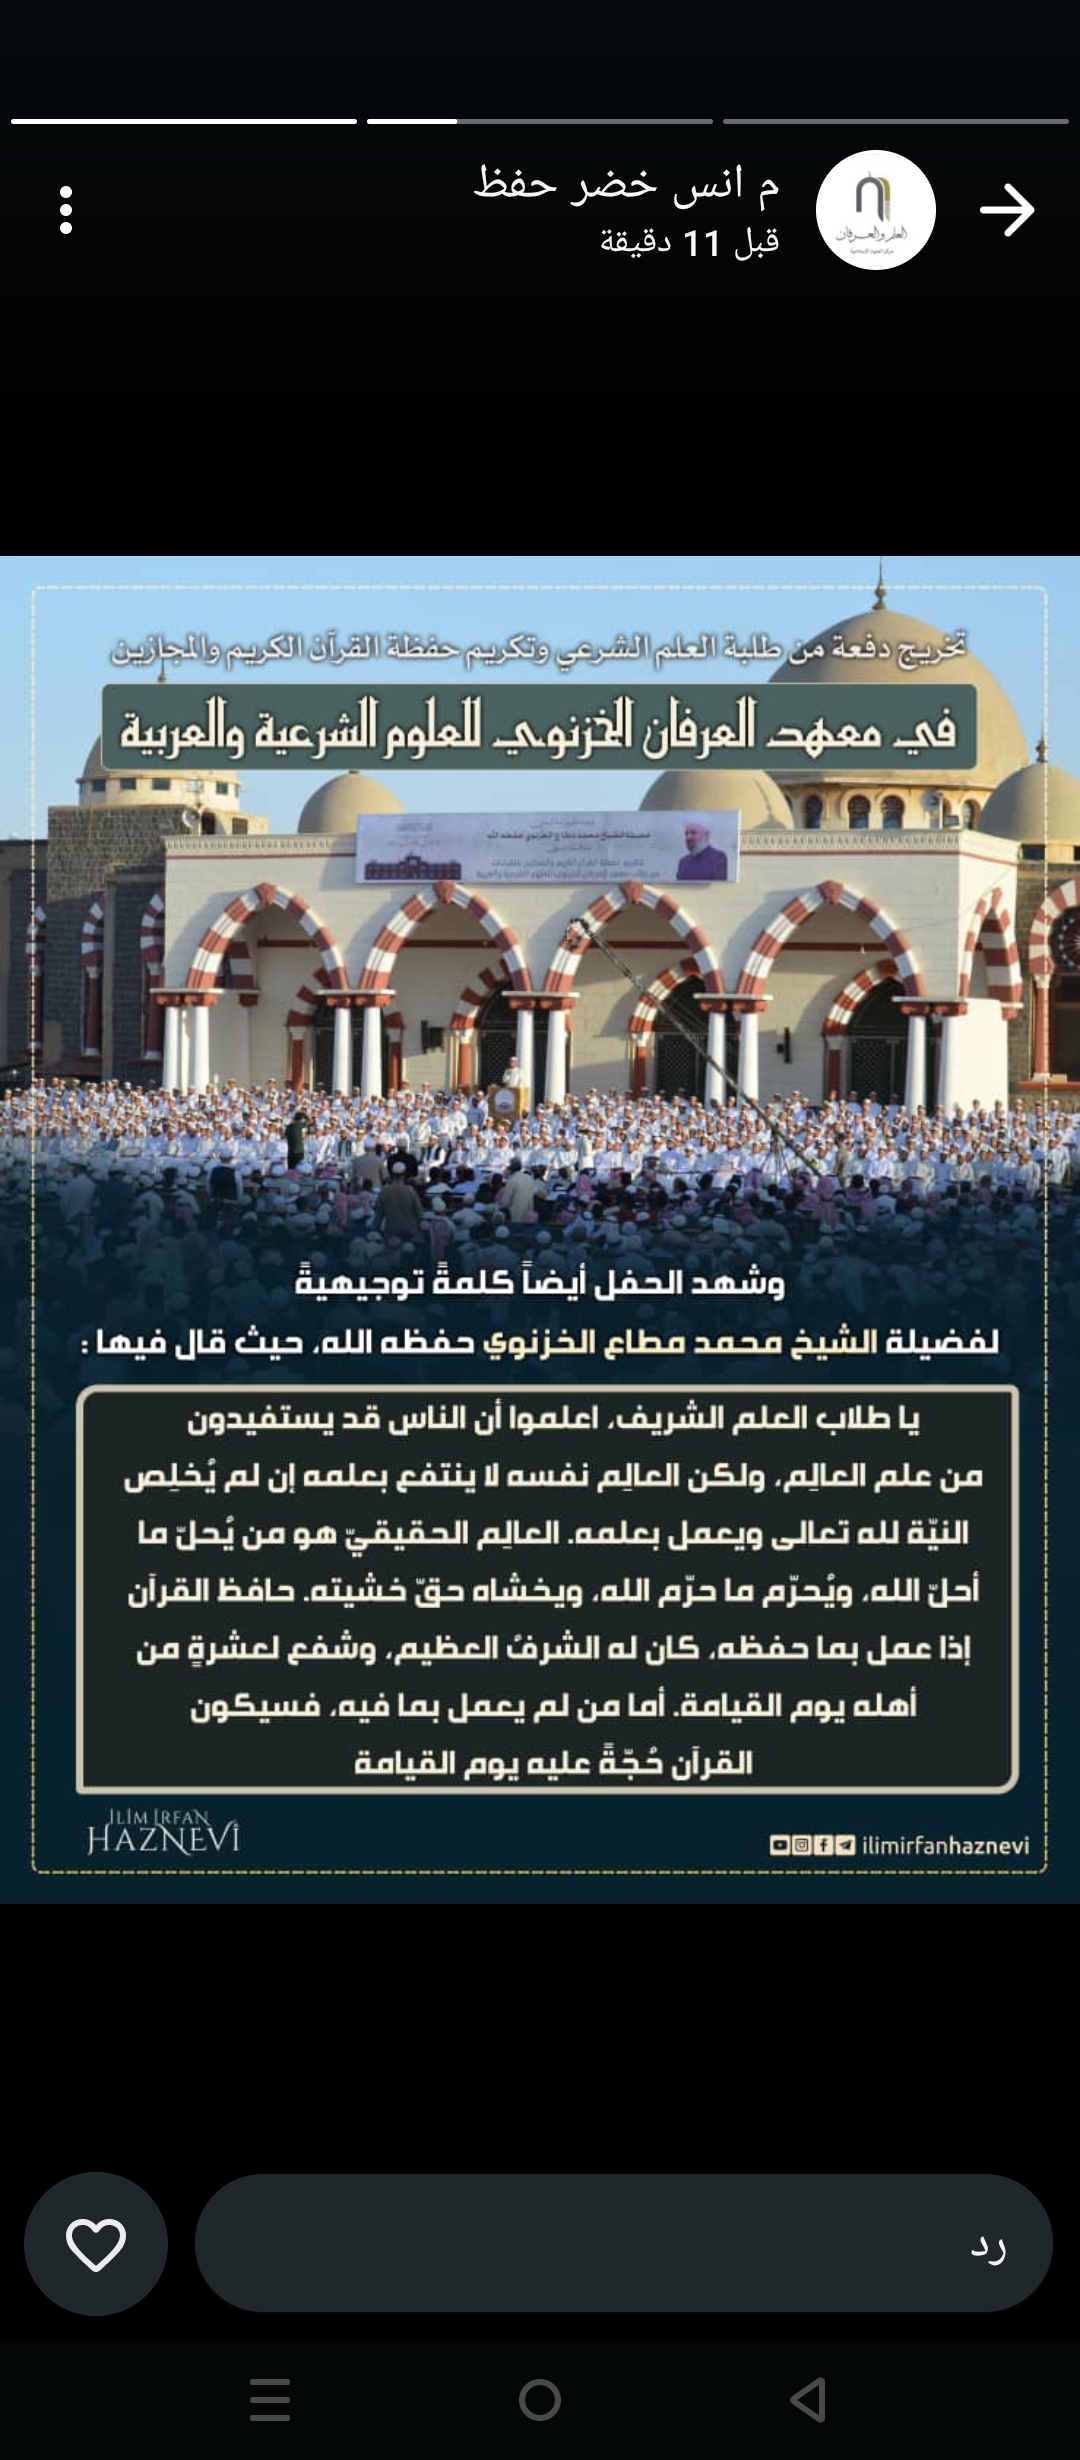 م انس خضر حفظ
قبل 11 دقيقة
العلم والعرفان
تخريج دفعة من طلبة العلم الشرعي وتكريم حفظة القرآن الكريم والمجازين
في معهد العرفان الخزنوي للعلوم الشرعية والعربية
وشهد الحفل أيضاً كلمةً توجيهيةً
لفضيلة الشيخ محمد مطاع الخزنوي حفظه الله، حيث قال فيها :
يا طلاب العلم الشريف، اعلموا أن الناس قد يستفيدون
من علم العالِم، ولكن العالِم نفسه لا ينتفع بعلمه إن لم يُخلِص
النيّة لله تعالى ويعمل بعلمه. العالِم الحقيقيّ هو من يُحلّ ما
أحلّ الله، ويُحرّم ما حرّم الله، ويخشاه حقّ خشيته. حافظ القرآن
إذا عمل بما حفظه، كان له الشرفُ العظيم، وشفع لعشرةٍ من
أهله يوم القيامة. أما من لم يعمل بما فيه، فسيكون
القرآن حُجّةً عليه يوم القيامة
İLİM İRFAN
HAZNEVİ
ilimirfanhaznevi
رد